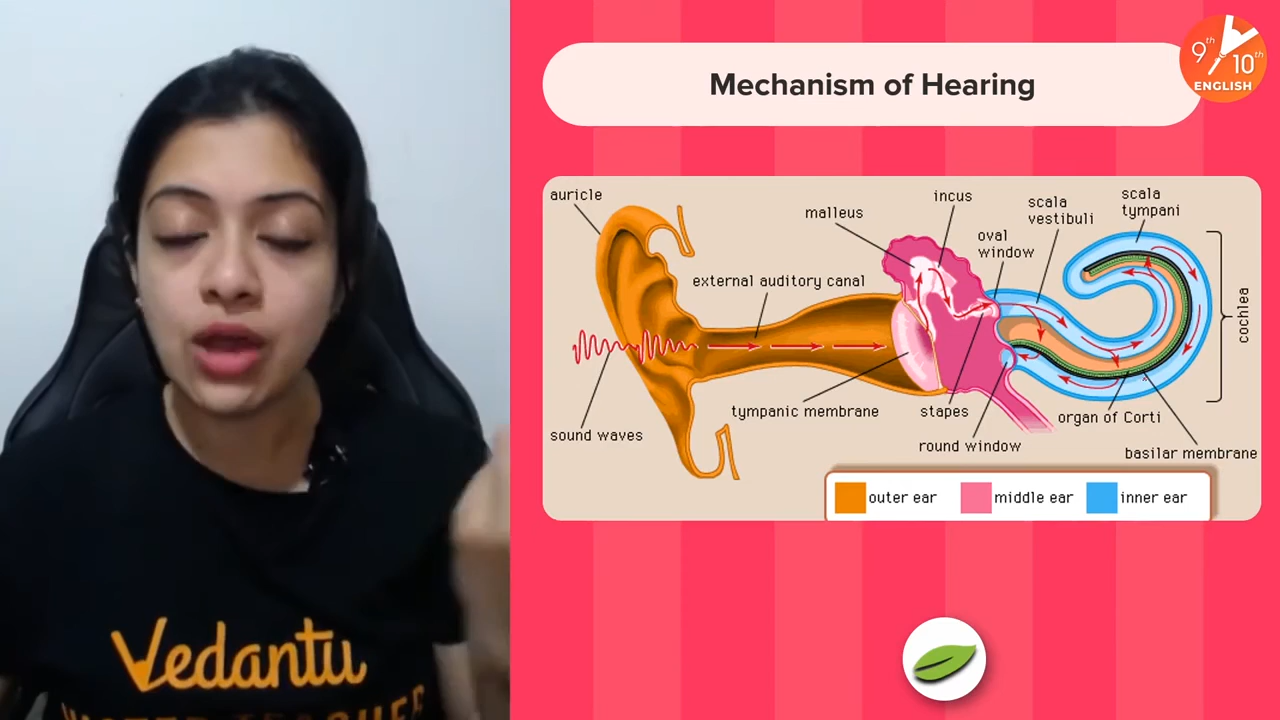 Mechanism of Hearing
9th
10th
ENGLISH
auricle
malleus
incus
scala
vestibuli
scala
tympani
oval
window
external auditory canal
cochlea
tympanic membrane
stapes
organ of Corti
sound waves
round window
basilar membrane
outer ear
middle ear
inner ear
Vedantu